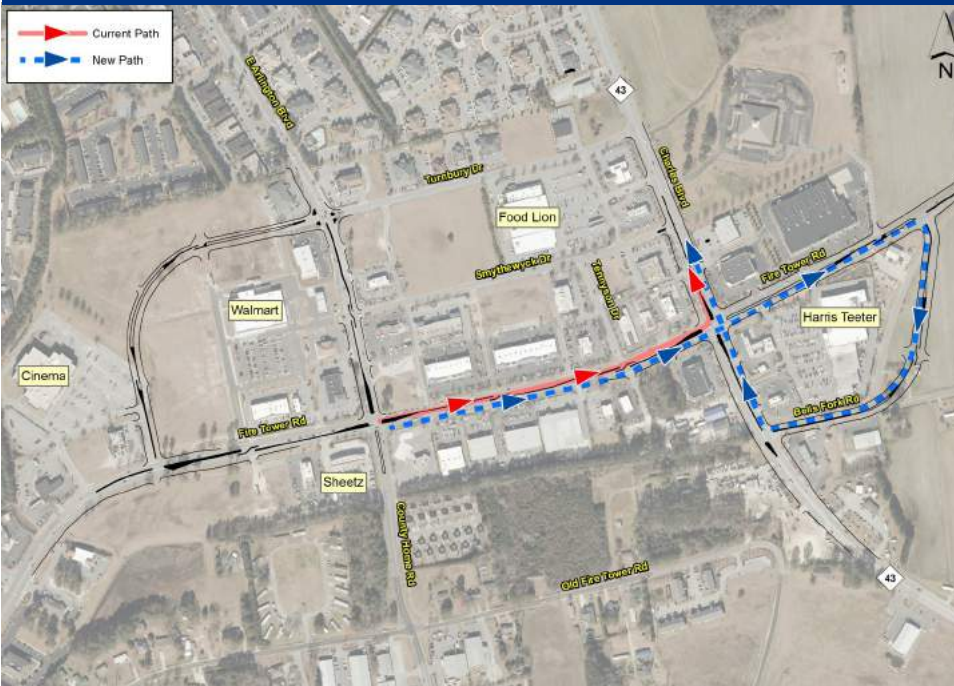 Current Path
New Path
N
43
E Arlington Blvd
Charles Blvd
Turnbury Dr
Food Lion
Smythewyck Dr
Tennyson Dr
Fire Tower Rd
Walmart
Harris Teeter
Cinema
Bells Fork Rd
Fire Tower Rd
Sheetz
County Home Rd
Old Fire Tower Rd
43